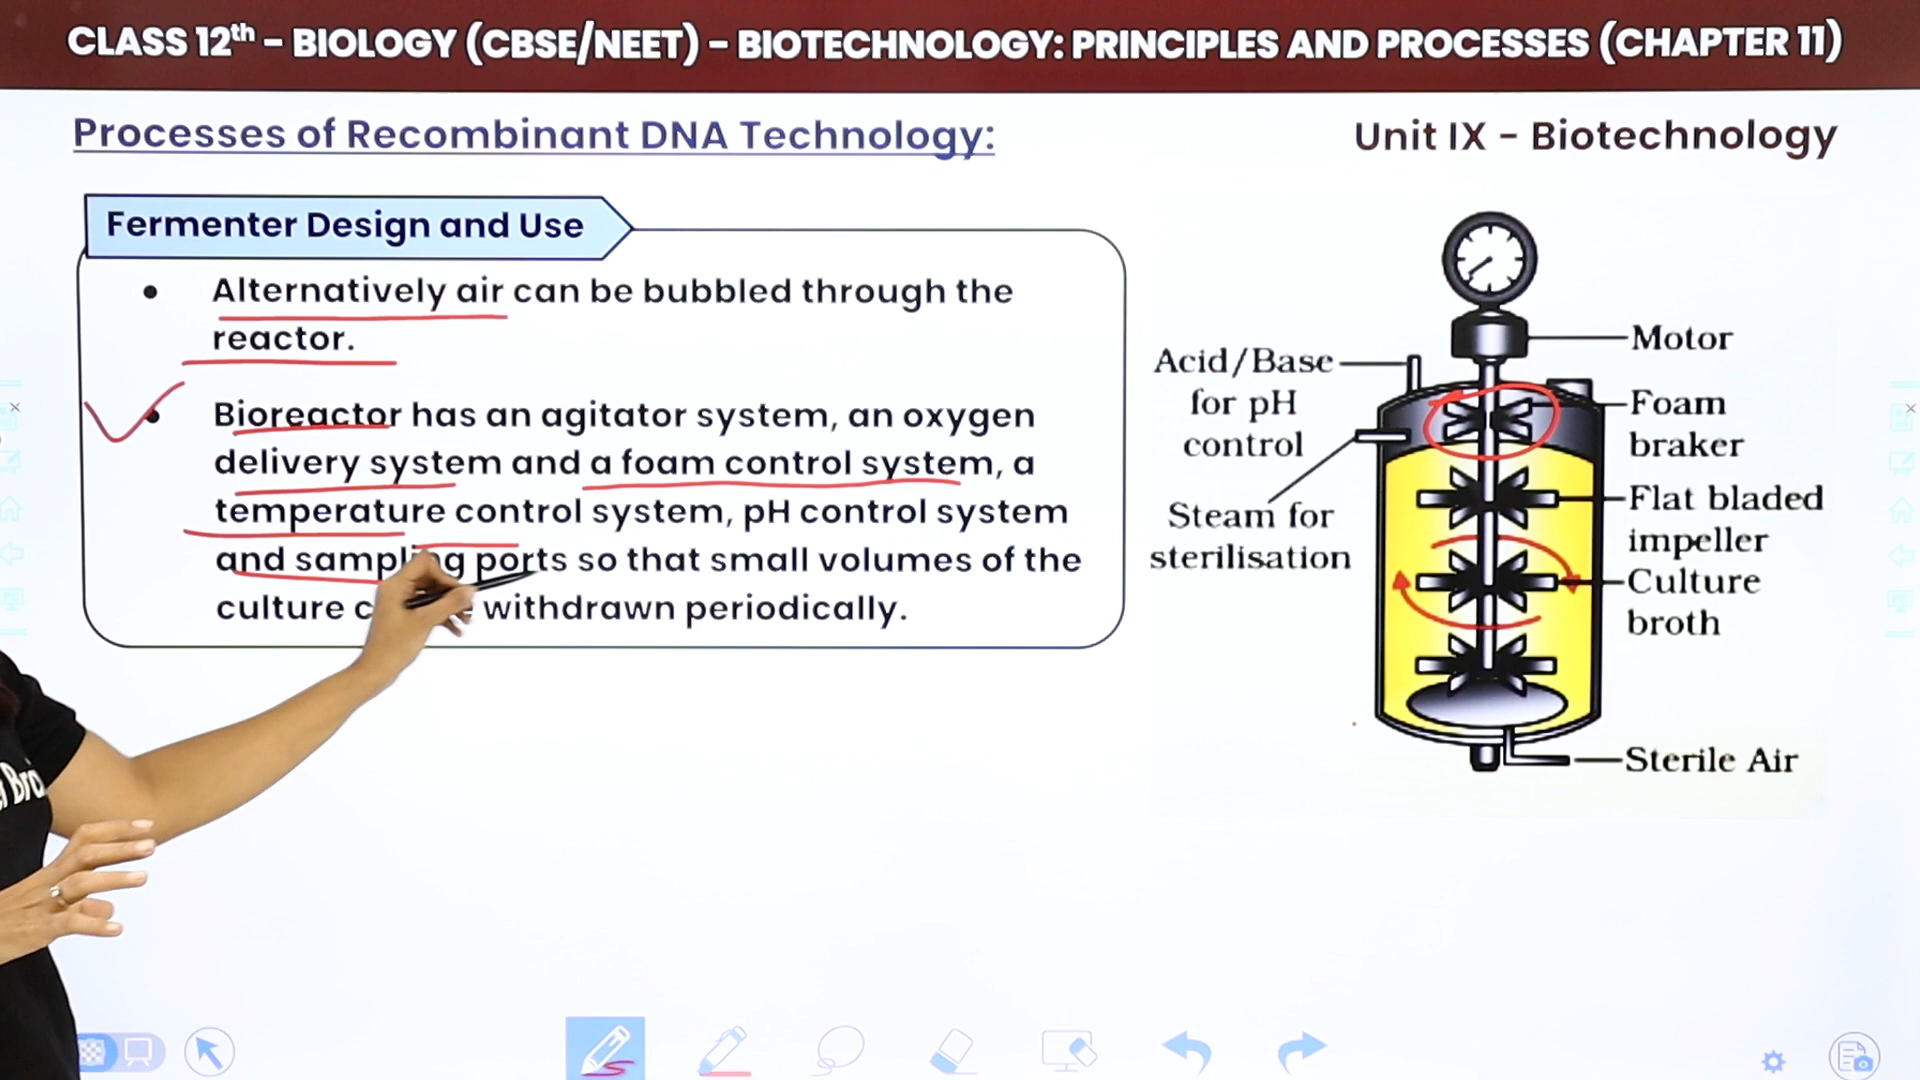 CLASS 12th – BIOLOGY (CBSE/NEET) – BIOTECHNOLOGY: PRINCIPLES AND PROCESSES (CHAPTER 11)
Processes of Recombinant DNA Technology:
Unit IX – Biotechnology
Fermenter Design and Use
• Alternatively air can be bubbled through the
reactor.
• Bioreactor has an agitator system, an oxygen
delivery system and a foam control system, a
temperature control system, pH control system
and sampling ports so that small volumes of the
culture withdrawn periodically.
Acid/Base
for pH
control
Steam for
sterilisation
Motor
Foam
braker
Flat bladed
impeller
Culture
broth
Sterile Air